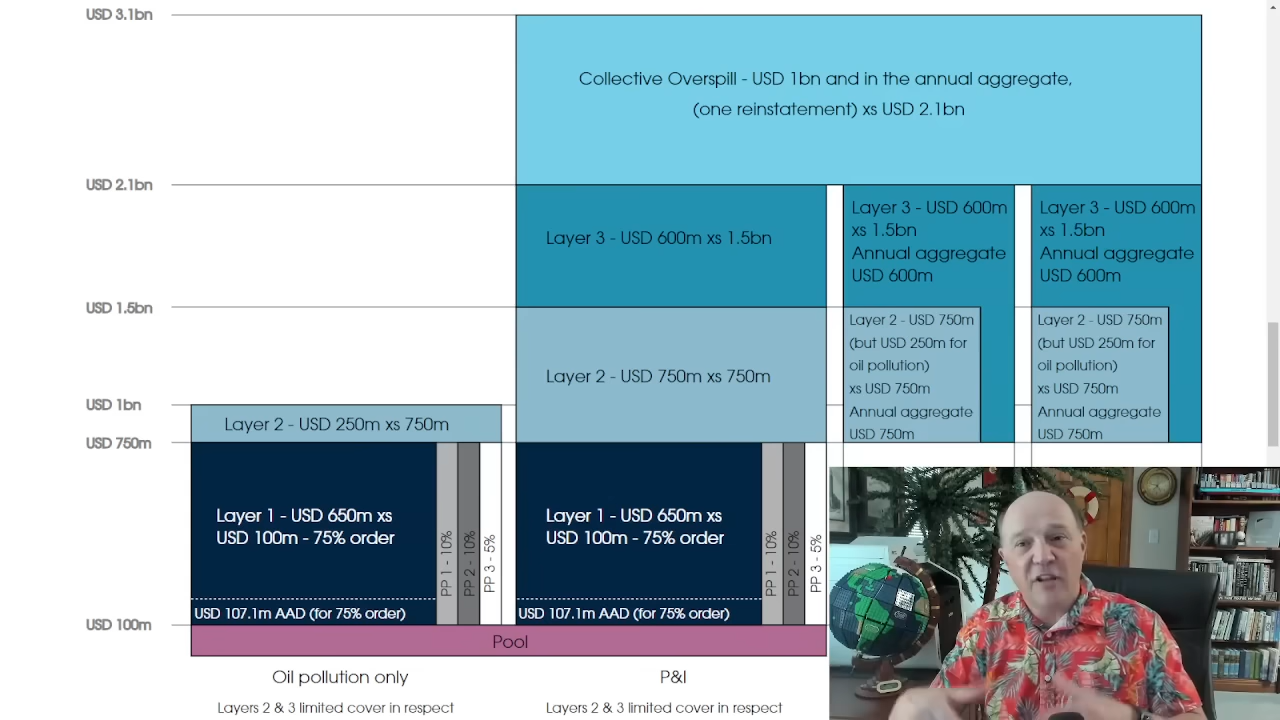 USD 3.1bn
Collective Overspill - USD 1bn and in the annual aggregate,
(one reinstatement) xs USD 2.1bn
USD 2.1bn
Layer 3 - USD 600m xs 1.5bn
Layer 3 - USD 600m
xs 1.5bn
Annual aggregate
USD 600m
Layer 3 - USD 600m
xs 1.5bn
Annual aggregate
USD 600m
USD 1.5bn
Layer 2 - USD 750m xs 750m
Layer 2 - USD 750m
(but USD 250m for
oil pollution)
xs USD 750m
Annual aggregate
USD 750m
Layer 2 - USD 750m
(but USD 250m for
oil pollution)
xs USD 750m
Annual aggregate
USD 750m
USD 1bn
Layer 2 - USD 250m xs 750m
USD 750m
Layer 1 - USD 650m xs
USD 100m - 75% order
PP 1 - 10%
PP 2 - 10%
PP 3 - 5%
Layer 1 - USD 650m xs
USD 100m - 75% order
PP 1 - 10%
PP 2 - 10%
PP 3 - 5%
USD 107.1m AAD (for 75% order)
USD 107.1m AAD (for 75% order)
USD 100m
Pool
Oil pollution only
P&I
Layers 2 & 3 limited cover in respect
Layers 2 & 3 limited cover in respect